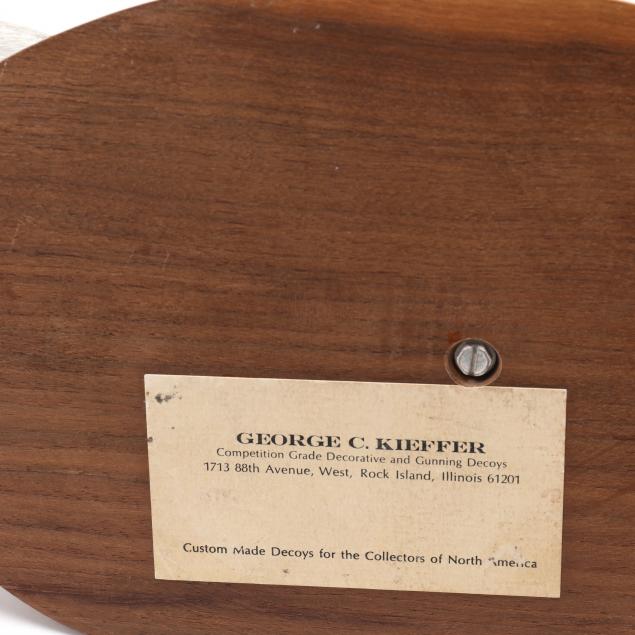 GEORGE C. KIEFFER
Competition Grade Decorative and Gunning Decoys
1713 88th Avenue, West, Rock Island, Illinois 61201
Custom Made Decoys for the Collectors of North America